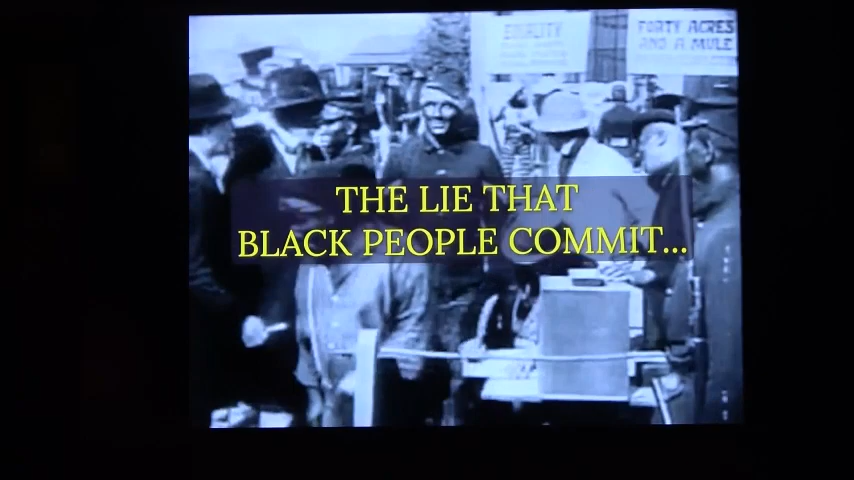 EQUALITY
FORTY ACRES
AND A MULE
THE LIE THAT
BLACK PEOPLE COMMIT...